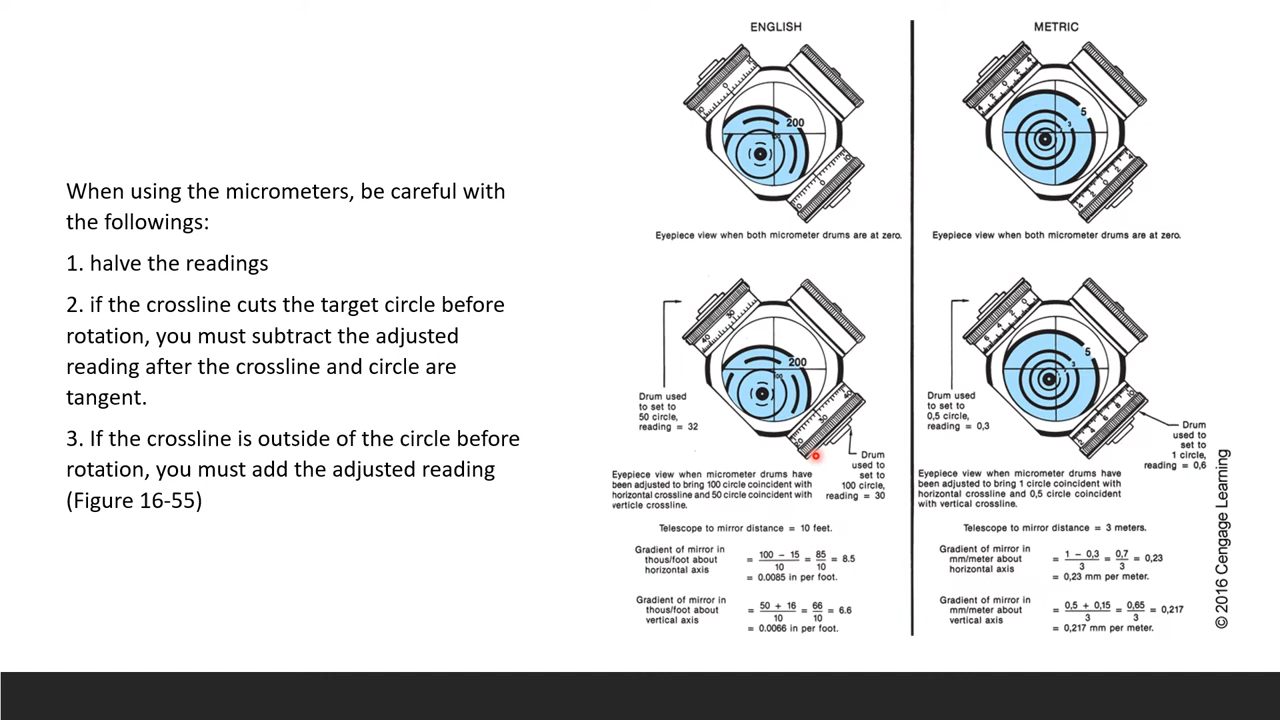 When using the micrometers, be careful with
the followings:
1. halve the readings
2. if the crossline cuts the target circle before
rotation, you must subtract the adjusted
reading after the crossline and circle are
tangent.
3. If the crossline is outside of the circle before
rotation, you must add the adjusted reading
(Figure 16-55)
ENGLISH
200
Eyepiece view when both micrometer drums are at zero.
200
Drum used
to set to
50 circle,
reading = 32
Drum
used to
set to
100 circle,
reading = 30
Eyepiece view when micrometer drums have
been adjusted to bring 100 circle coincident with
horizontal crossline and 50 circle coincident with
verticle crossline.
Telescope to mirror distance = 10 feet.
Gradient of mirror in
thous/foot about
horizontal axis
= 100 − 15 / 10 = 85 / 10 = 8.5
= 0.0085 in per foot.
Gradient of mirror in
thous/foot about
vertical axis
= 50 + 16 / 10 = 66 / 10 = 6.6
= 0.0066 in per foot.
METRIC
5
3
Eyepiece view when both micrometer drums are at zero.
5
3
Drum used
to set to
0,5 circle,
reading = 0,3
Drum
used to
set to
1 circle,
reading = 0,6
Eyepiece view when micrometer drums have
been adjusted to bring 1 circle coincident with
horizontal crossline and 0,5 circle coincident
with vertical crossline.
Telescope to mirror distance = 3 meters.
Gradient of mirror in
mm/meter about
horizontal axis
= 1 − 0,3 / 3 = 0,7 / 3 = 0,23
= 0,23 mm per meter.
Gradient of mirror in
mm/meter about
vertical axis
= 0,5 + 0,15 / 3 = 0,65 / 3 = 0,217
= 0,217 mm per meter.
© 2016 Cengage Learning